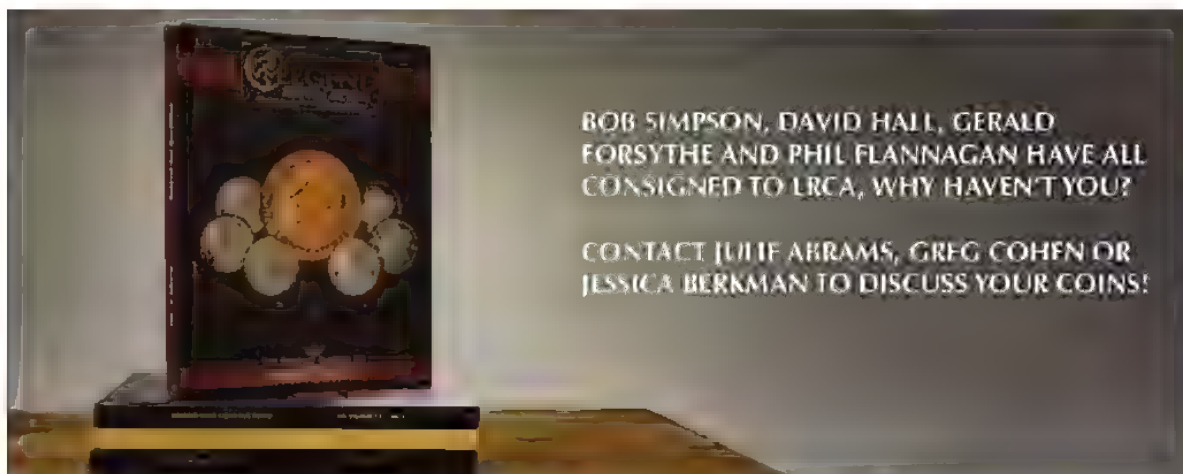 BOB SIMPSON, DAVID HALL, GERALD
FORSYTHE AND PHIL FLANNAGAN HAVE ALL
CONSIGNED TO LRCA, WHY HAVEN'T YOU?
CONTACT JULIE ABRAMS, GREG COHEN OR
JESSICA BERKMAN TO DISCUSS YOUR COINS!